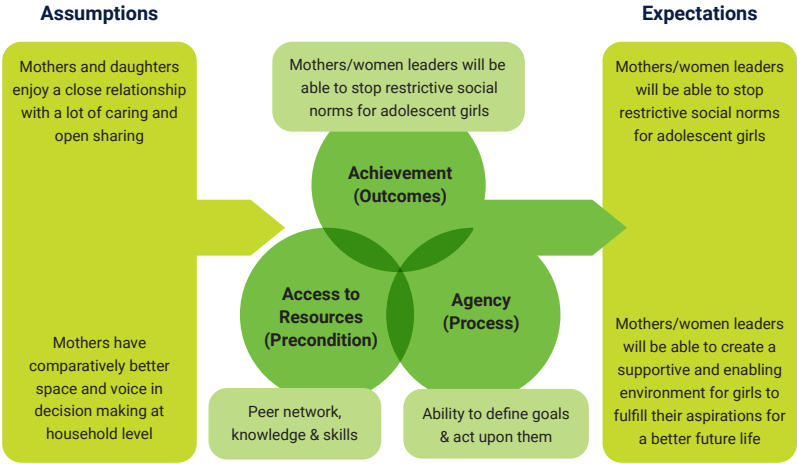 Assumptions
Mothers and daughters
enjoy a close relationship
with a lot of caring and
open sharing
Mothers have
comparatively better
space and voice in
decision making at
household level
Mothers/women leaders will be
able to stop restrictive social
norms for adolescent girls
Achievement
(Outcomes)
Access to
Resources
(Precondition)
Agency
(Process)
Peer network,
knowledge & skills
Ability to define goals
& act upon them
Expectations
Mothers/women leaders
will be able to stop
restrictive social norms
for adolescent girls
Mothers/women leaders
will be able to create a
supportive and enabling
environment for girls to
fulfill their aspirations for
a better future life